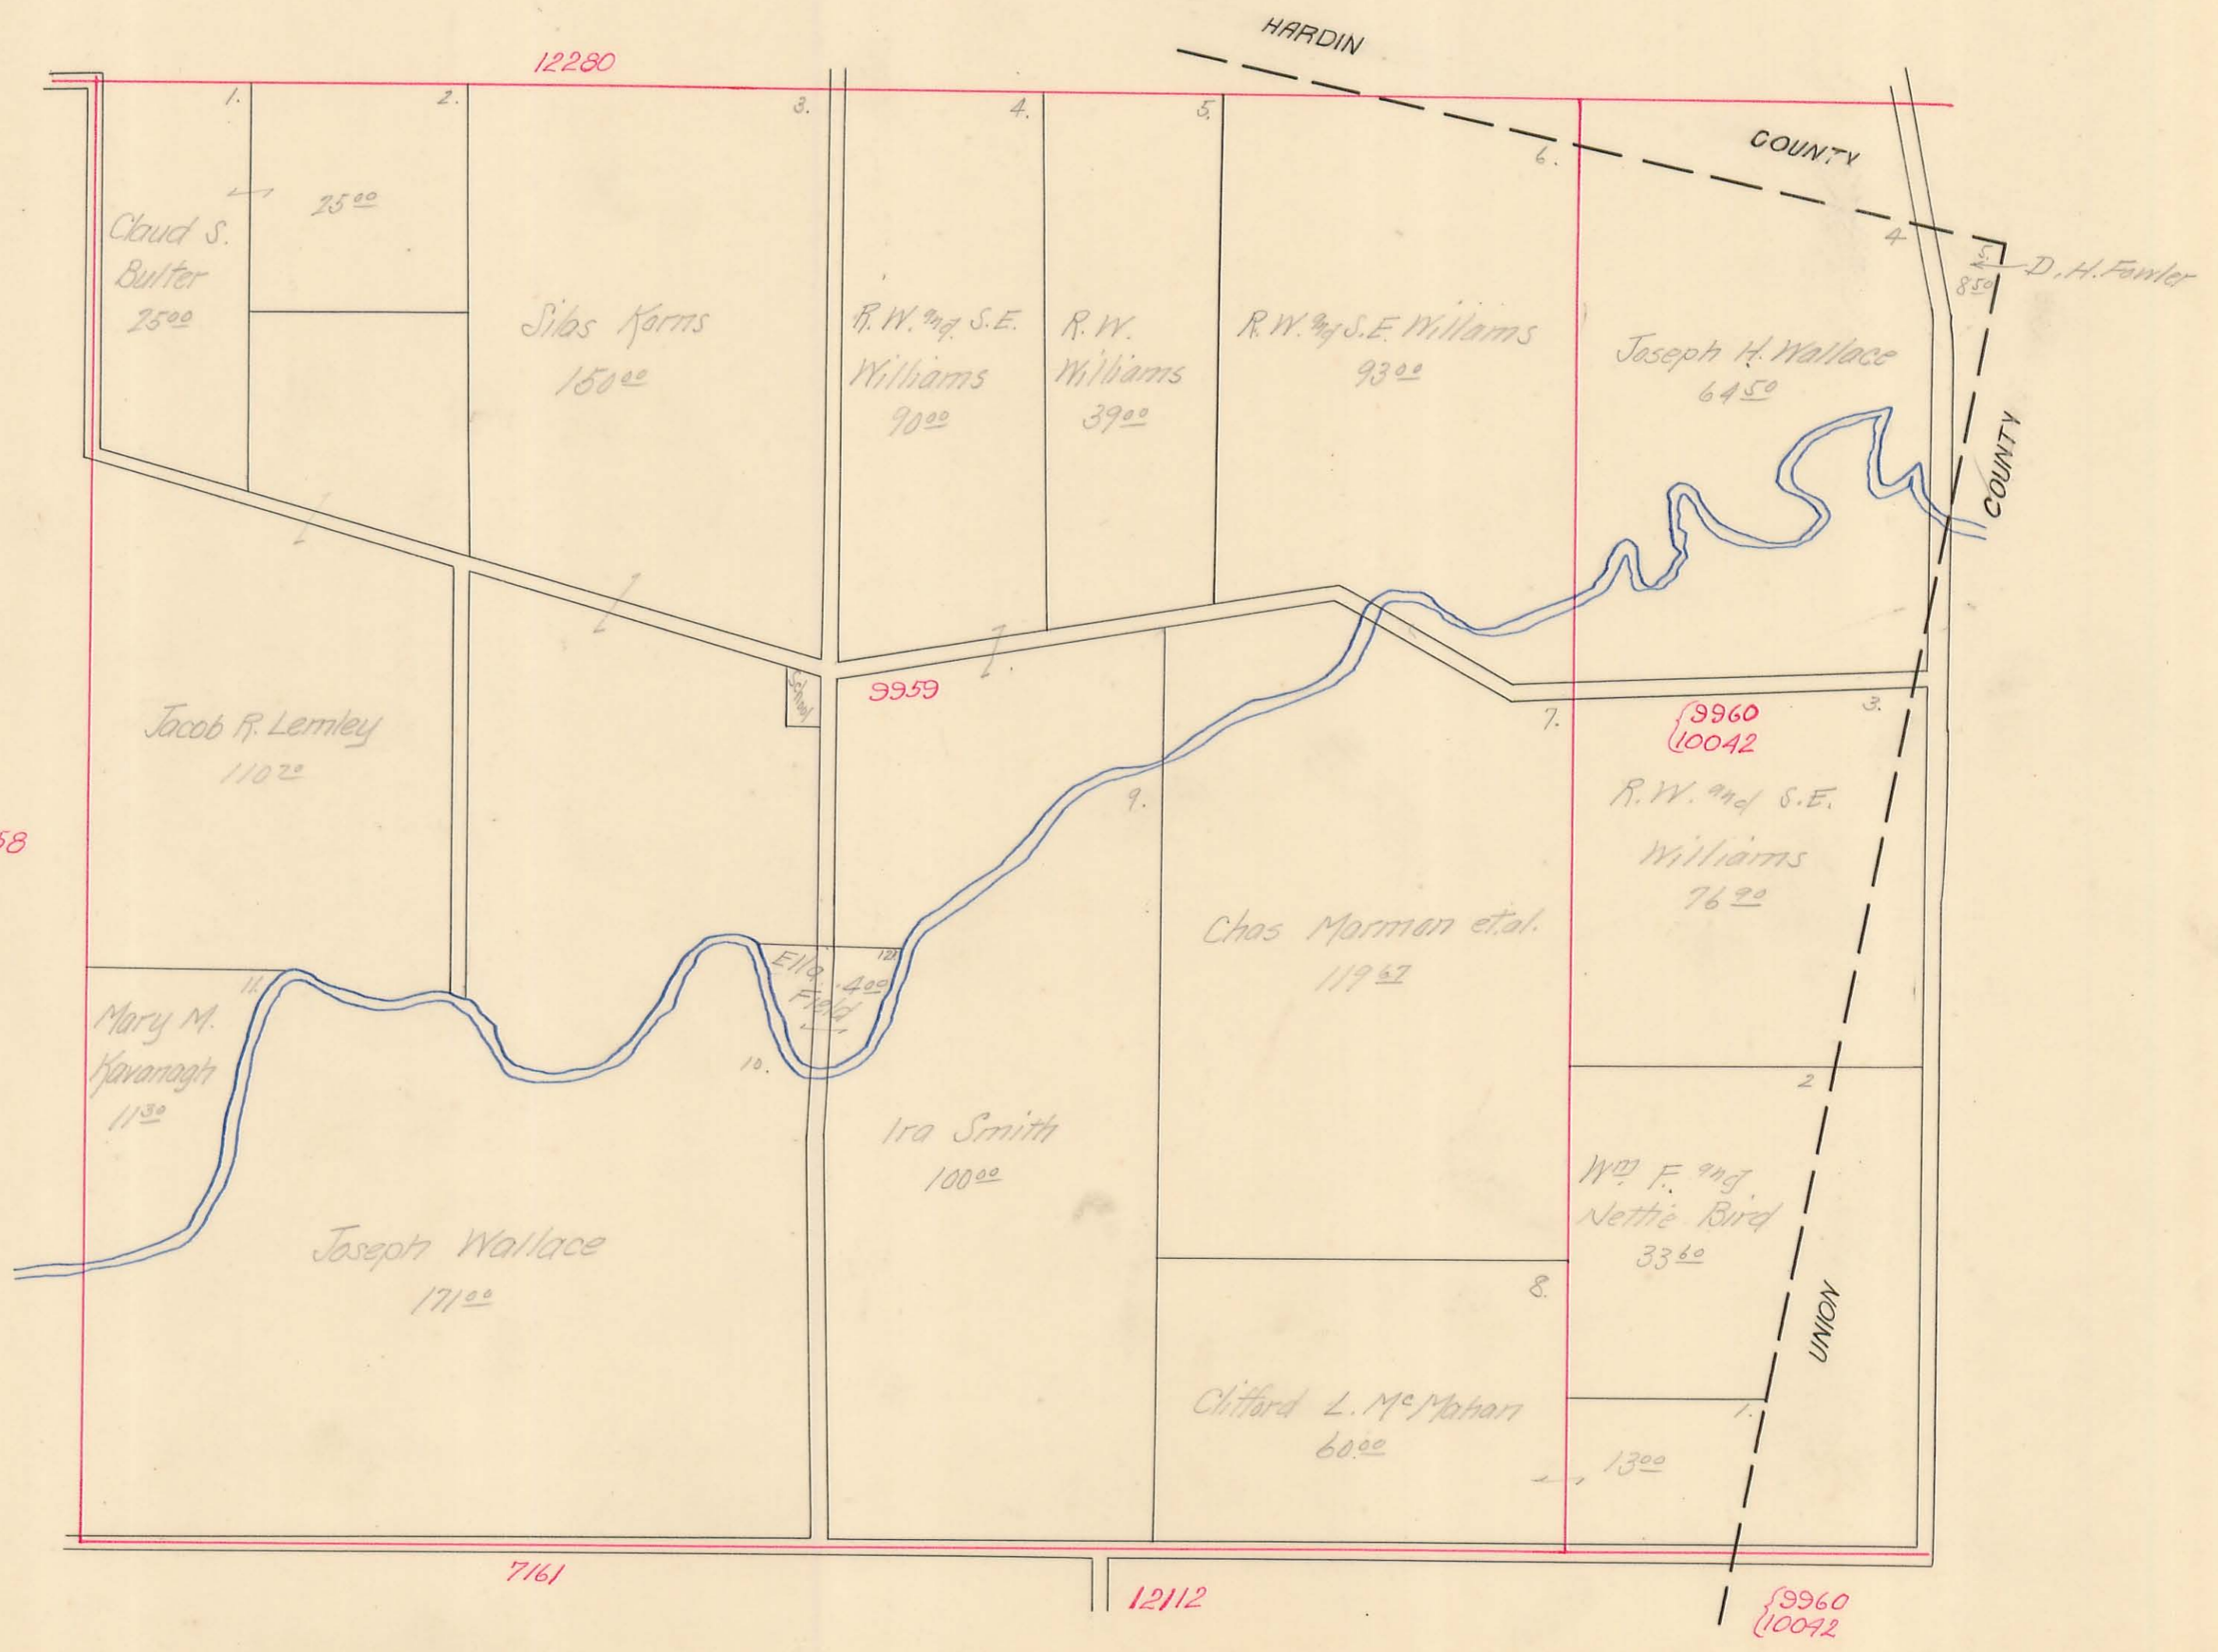 HARDIN
12280
1.
2.
3.
4.
5.
6.
COUNTY
4
5.
D. H. Fowler
8 50
Claud S.
Bulter
25 00
25 00
Silas Karns
150 00
R. W. and S. E.
Williams
90 00
R. W.
Williams
39 00
R. W. and S. E. Willams
93 00
Joseph H. Wallace
64 50
COUNTY
School
9959
7.
3.
{9960
{10042
Jacob R. Lemley
110 20
58
9.
R. W. and S. E.
Williams
76 90
Chas Marmon et.al.
119 67
11.
Ella
Field
12.
4 00
10.
Mary M.
Kavanagh
11 30
2
Ira Smith
100 00
Wm. F. and
Nettie Bird
33 60
Joseph Wallace
171 00
8.
UNION
Clifford L. McMahan
60.00
1.
13 00
7161
12112
{9960
{10042